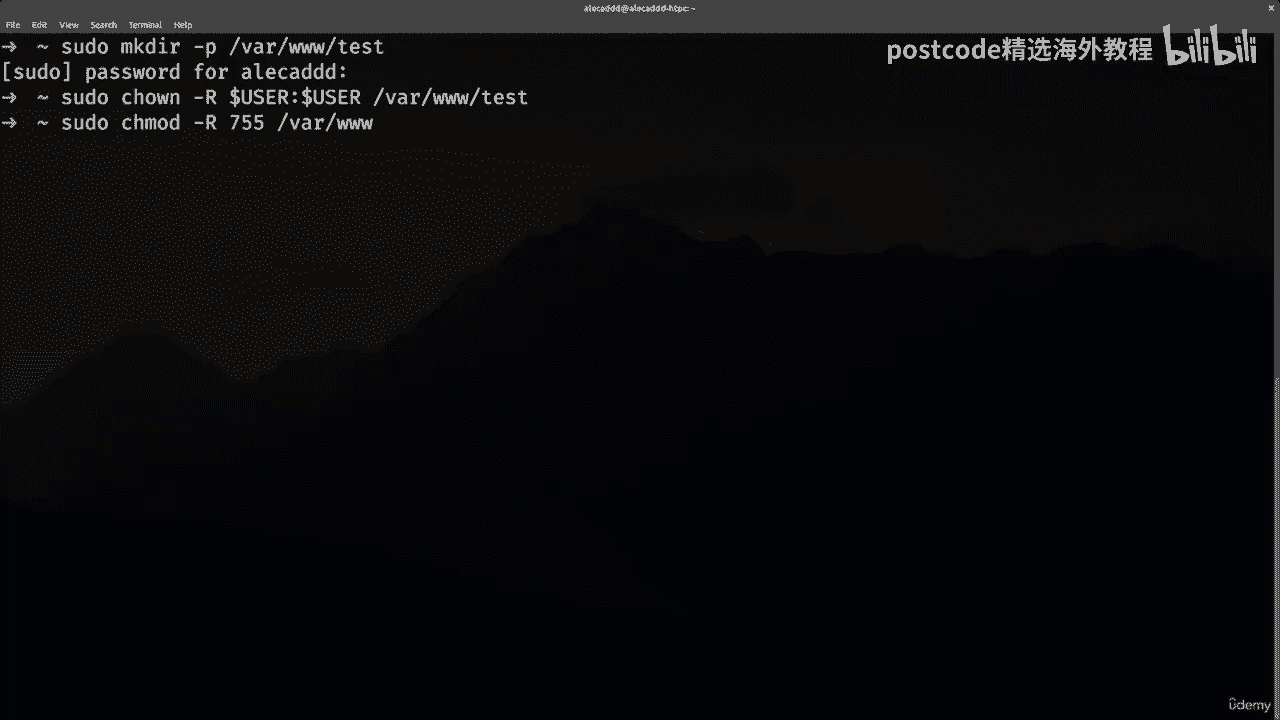 alecaddd@alecaddd-htpc:~
File Edit View Search Terminal Help
→ ~ sudo mkdir -p /var/www/test
[sudo] password for alecaddd:
→ ~ sudo chown -R $USER:$USER /var/www/test
→ ~ sudo chmod -R 755 /var/www
postcode精选海外教程 bilibili
ûdemy